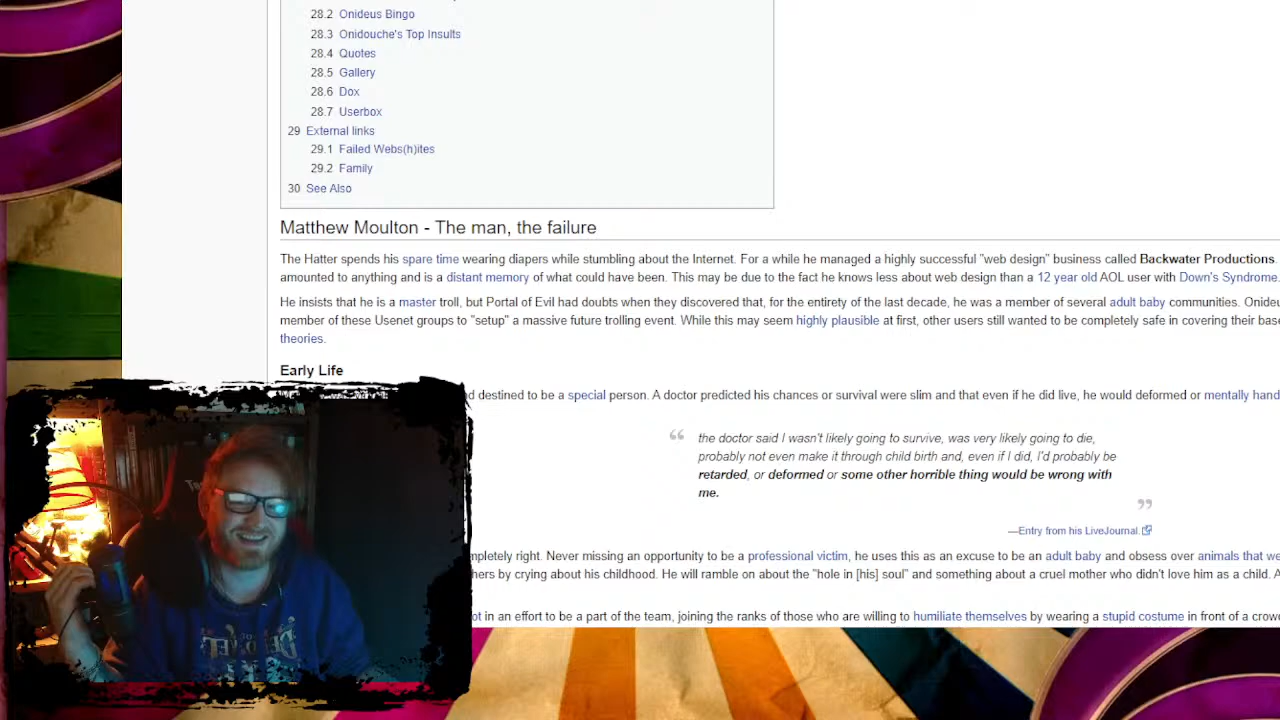 28.2 Onideus Bingo
28.3 Onidouche's Top Insults
28.4 Quotes
28.5 Gallery
28.6 Dox
28.7 Userbox
29 External links
29.1 Failed Webs(h)ites
29.2 Family
30 See Also
Matthew Moulton - The man, the failure
The Hatter spends his spare time wearing diapers while stumbling about the Internet. For a while he managed a highly successful "web design" business called Backwater Productions.
amounted to anything and is a distant memory of what could have been. This may be due to the fact he knows less about web design than a 12 year old AOL user with Down's Syndrome.
He insists that he is a master troll, but Portal of Evil had doubts when they discovered that, for the entirety of the last decade, he was a member of several adult baby communities.
member of these Usenet groups to "setup" a massive future trolling event. While this may seem highly plausible at first, other users still wanted to be completely safe in covering their
theories.
Early Life
destined to be a special person. A doctor predicted his chances or survival were slim and that even if he did live, he would deformed or mentally
the doctor said I wasn't likely going to survive, was very likely going to die,
probably not even make it through child birth and, even if I did, I'd probably be
retarded, or deformed or some other horrible thing would be wrong with
me.
—Entry from his LiveJournal.
right. Never missing an opportunity to be a professional victim, he uses this as an excuse to be an adult baby and obsess over animals that
by crying about his childhood. He will ramble on about the "hole in [his] soul" and something about a cruel mother who didn't love him as a child.
in an effort to be a part of the team, joining the ranks of those who are willing to humiliate themselves by wearing a stupid costume in front of a